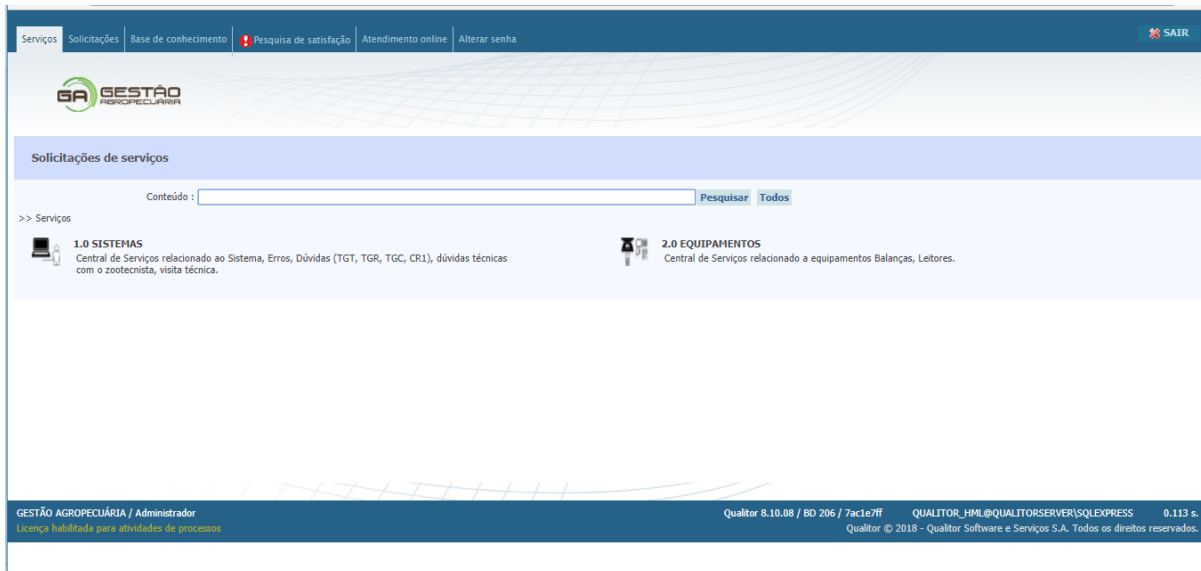 Serviços Solicitações Base de conhecimento Pesquisa de satisfação Atendimento online Alterar senha SAIR
GA GESTÃO
AGROPECUÁRIA
Solicitações de serviços
Conteúdo : Pesquisar Todos
>> Serviços
1.0 SISTEMAS
Central de Serviços relacionado ao Sistema, Erros, Dúvidas (TGT, TGR, TGC, CR1), dúvidas técnicas
com o zootecnista, visita técnica.
2.0 EQUIPAMENTOS
Central de Serviços relacionado a equipamentos Balanças, Leitores.
GESTÃO AGROPECUÁRIA / Administrador Qualitor 8.10.08 / BD 206 / 7ac1e7ff QUALITOR_HML@QUALITORSERVER\SQLEXPRESS 0.113 s.
Licença habilitada para atividades de processos Qualitor © 2018 - Qualitor Software e Serviços S.A. Todos os direitos reservados.